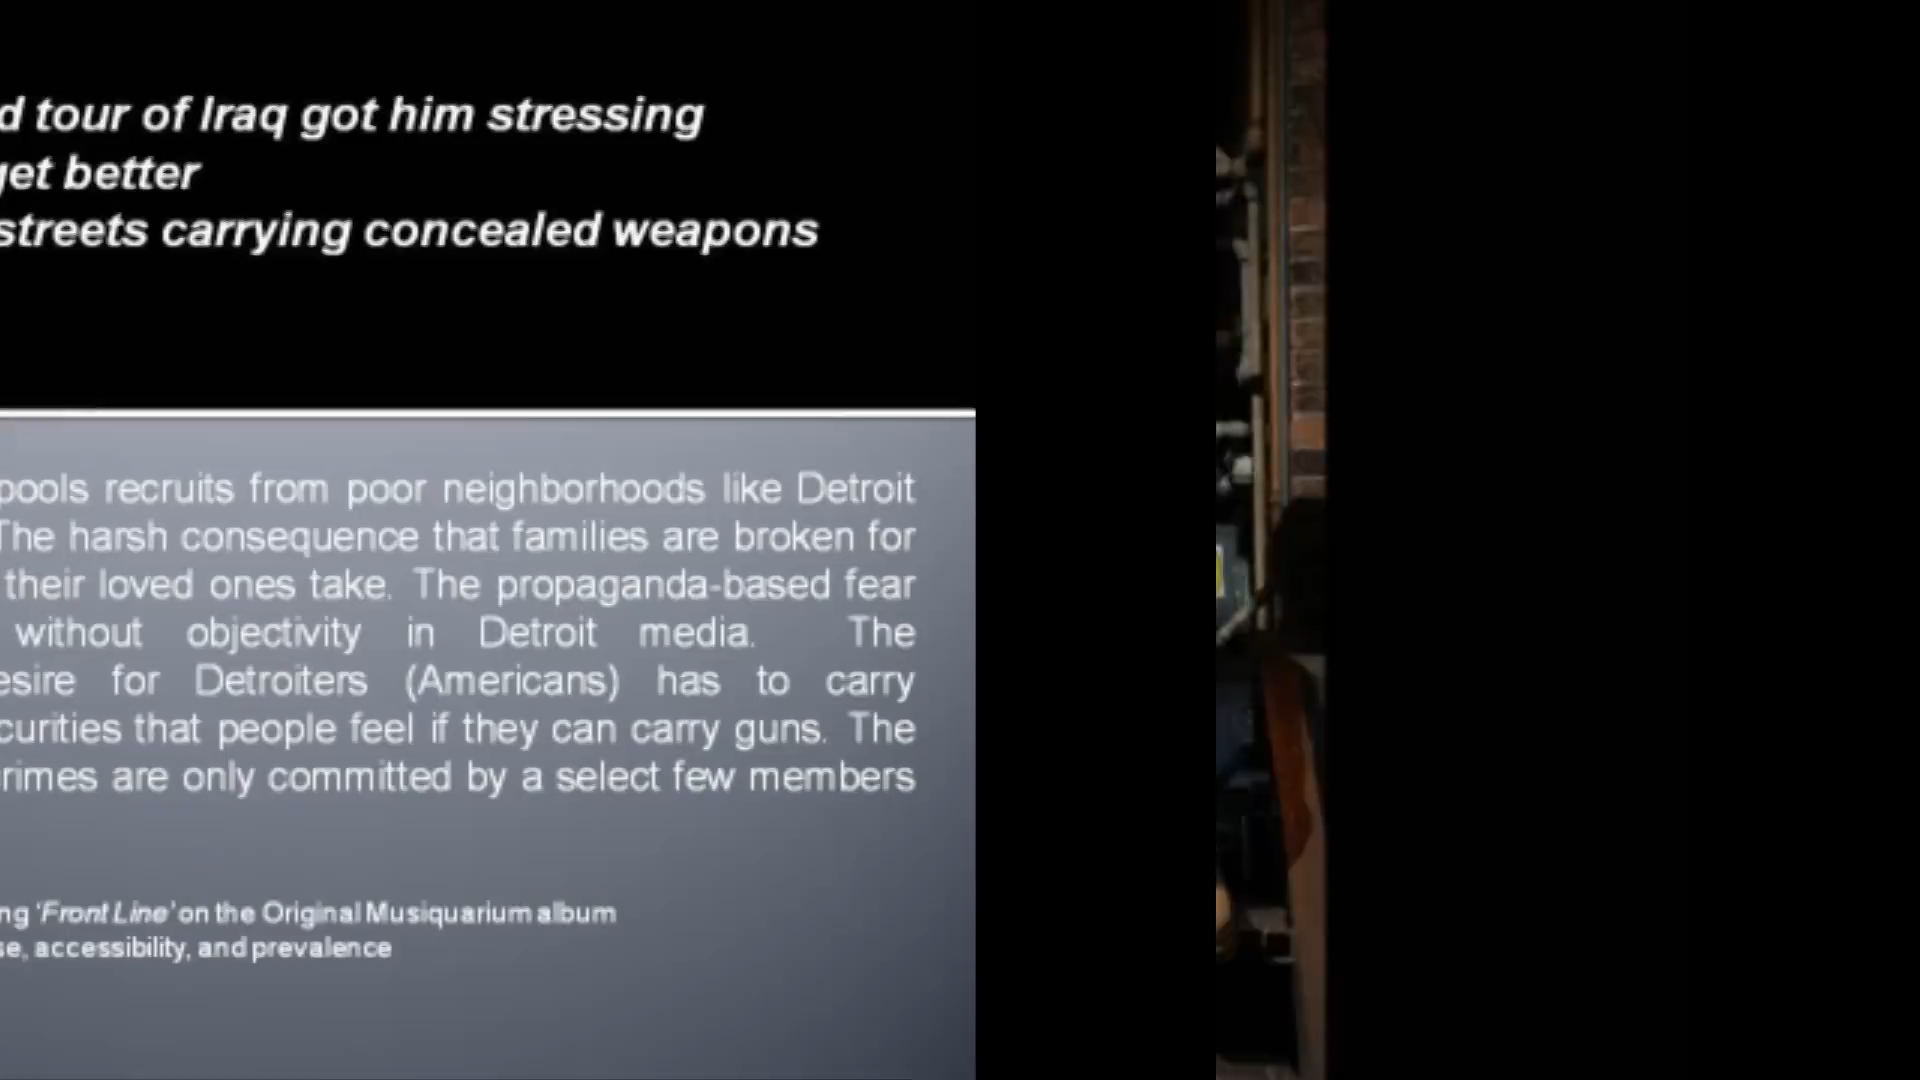 d tour of Iraq got him stressing
get better
streets carrying concealed weapons
pools recruits from poor neighborhoods like Detroit
The harsh consequence that families are broken for
their loved ones take. The propaganda-based fear
without objectivity in Detroit media. The
esire for Detroiters (Americans) has to carry
curities that people feel if they can carry guns. The
rimes are only committed by a select few members
ng 'Front Line' on the Original Musiquarium album
se, accessibility, and prevalence